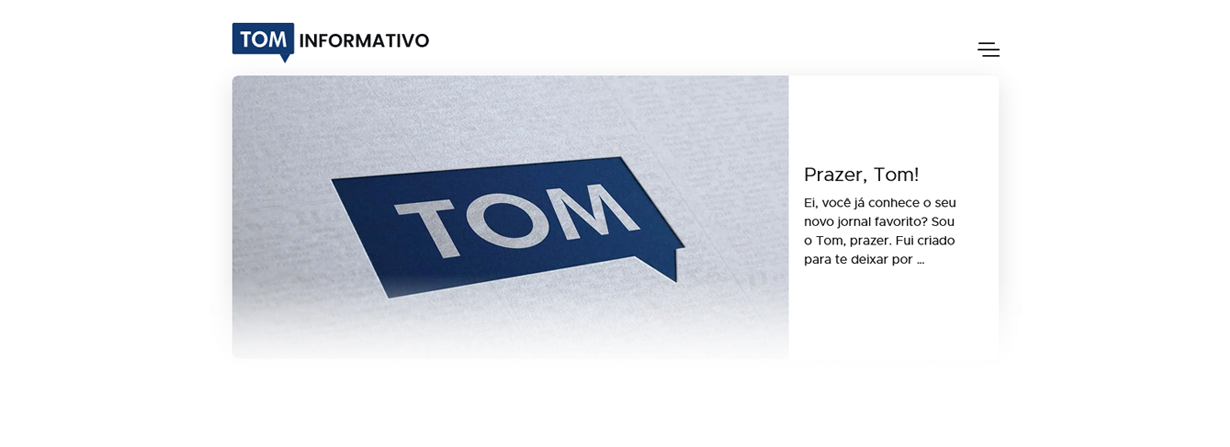 TOM INFORMATIVO
TOM
Prazer, Tom!
Ei, você já conhece o seu
novo jornal favorito? Sou
o Tom, prazer. Fui criado
para te deixar por ...